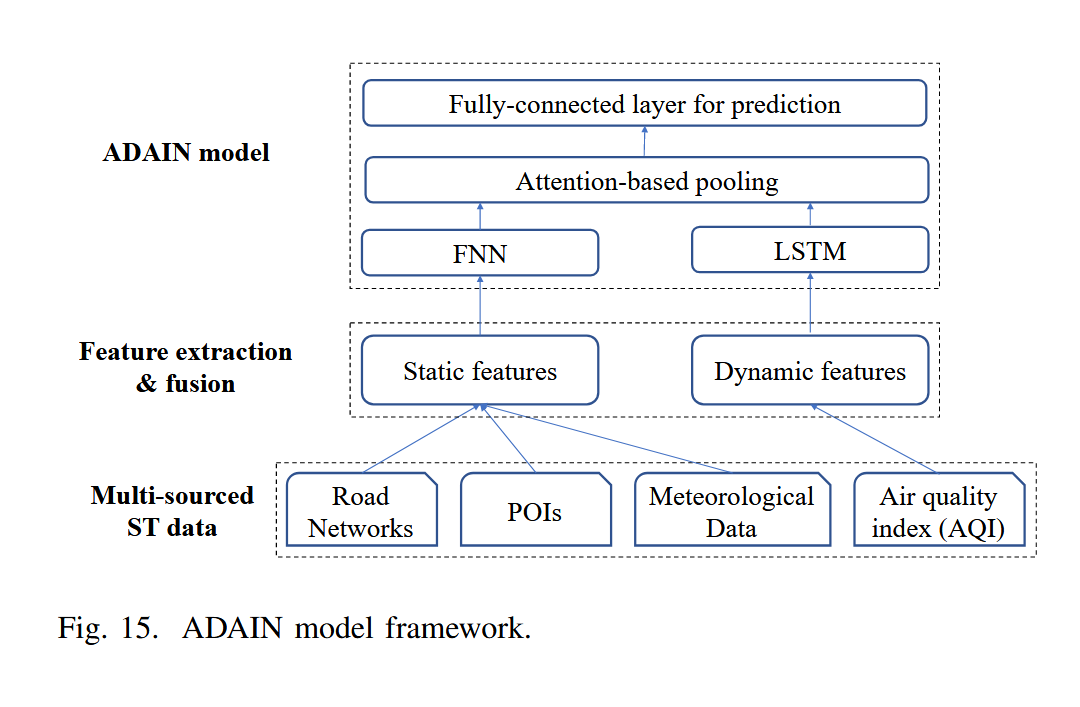 Fully-connected layer for prediction
ADAIN model
Attention-based pooling
FNN
LSTM
Feature extraction
& fusion
Static features
Dynamic features
Multi-sourced
ST data
Road
Networks
POIs
Meteorological
Data
Air quality
index (AQI)
Fig. 15. ADAIN model framework.